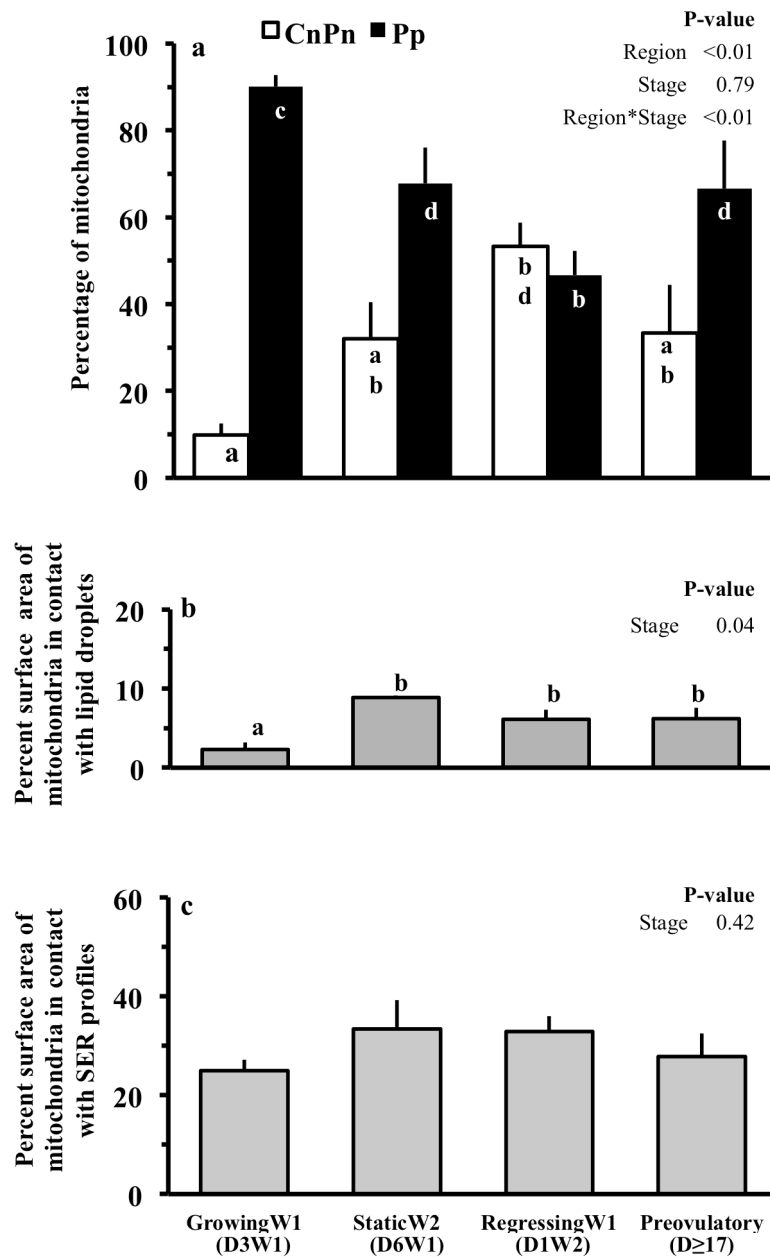 a
CnPn Pp
P-value
Region <0.01
Stage 0.79
Region*Stage <0.01
Percentage of mitochondria
100
80
60
40
20
0
a
c
a
b
d
b
d
b
a
b
d
b
P-value
Stage 0.04
Percent surface area of
mitochondria in contact
with lipid droplets
20
10
0
a
b
b
b
c
P-value
Stage 0.42
Percent surface area of
mitochondria in contact
with SER profiles
60
40
20
0
GrowingW1
(D3W1)
StaticW2
(D6W1)
RegressingW1
(D1W2)
Preovulatory
(D≥17)